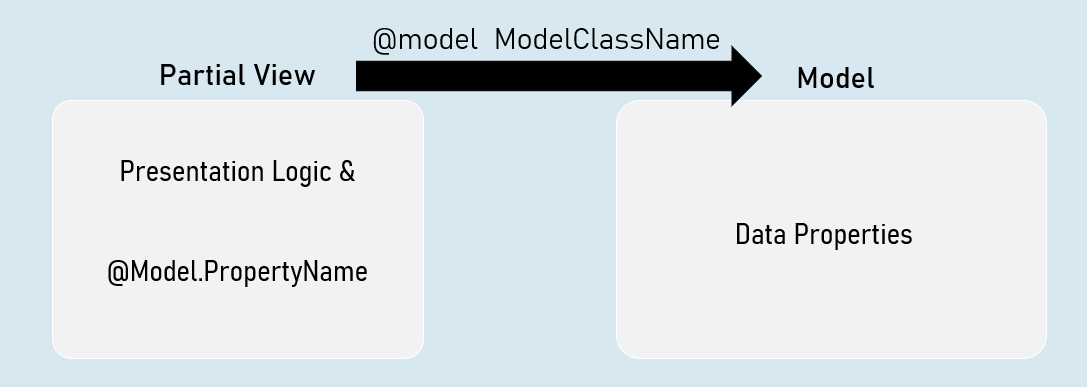 @model ModelClassName
Partial View
Model
Presentation Logic &
@Model.PropertyName
Data Properties